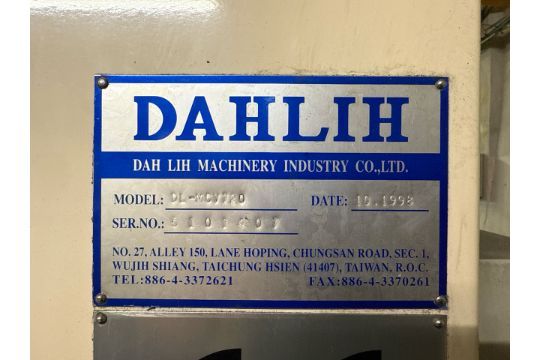 DAHLIH
DAH LIH MACHINERY INDUSTRY CO.,LTD.
MODEL: DATE: 10.1998
SER.NO.:
NO. 27, ALLEY 150, LANE HOPING, CHUNGSAN ROAD, SEC. 1,
WUJIH SHIANG, TAICHUNG HSIEN (41407), TAIWAN, R.O.C.
TEL:886-4-3372621 FAX:886-4-3370261